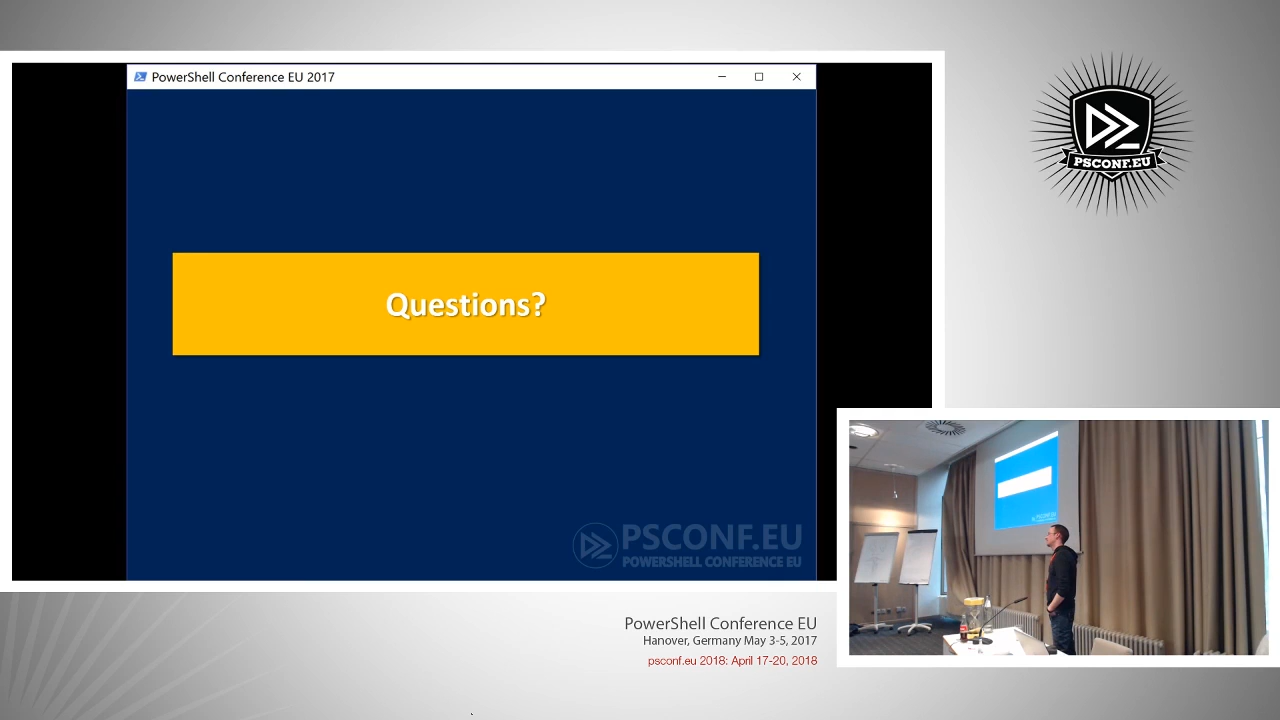 PowerShell Conference EU 2017
Questions?
PSCONF.EU
POWERSHELL CONFERENCE EU
PSCONF.EU
PowerShell Conference EU
Hanover, Germany May 3-5, 2017
psconf.eu 2018: April 17-20, 2018